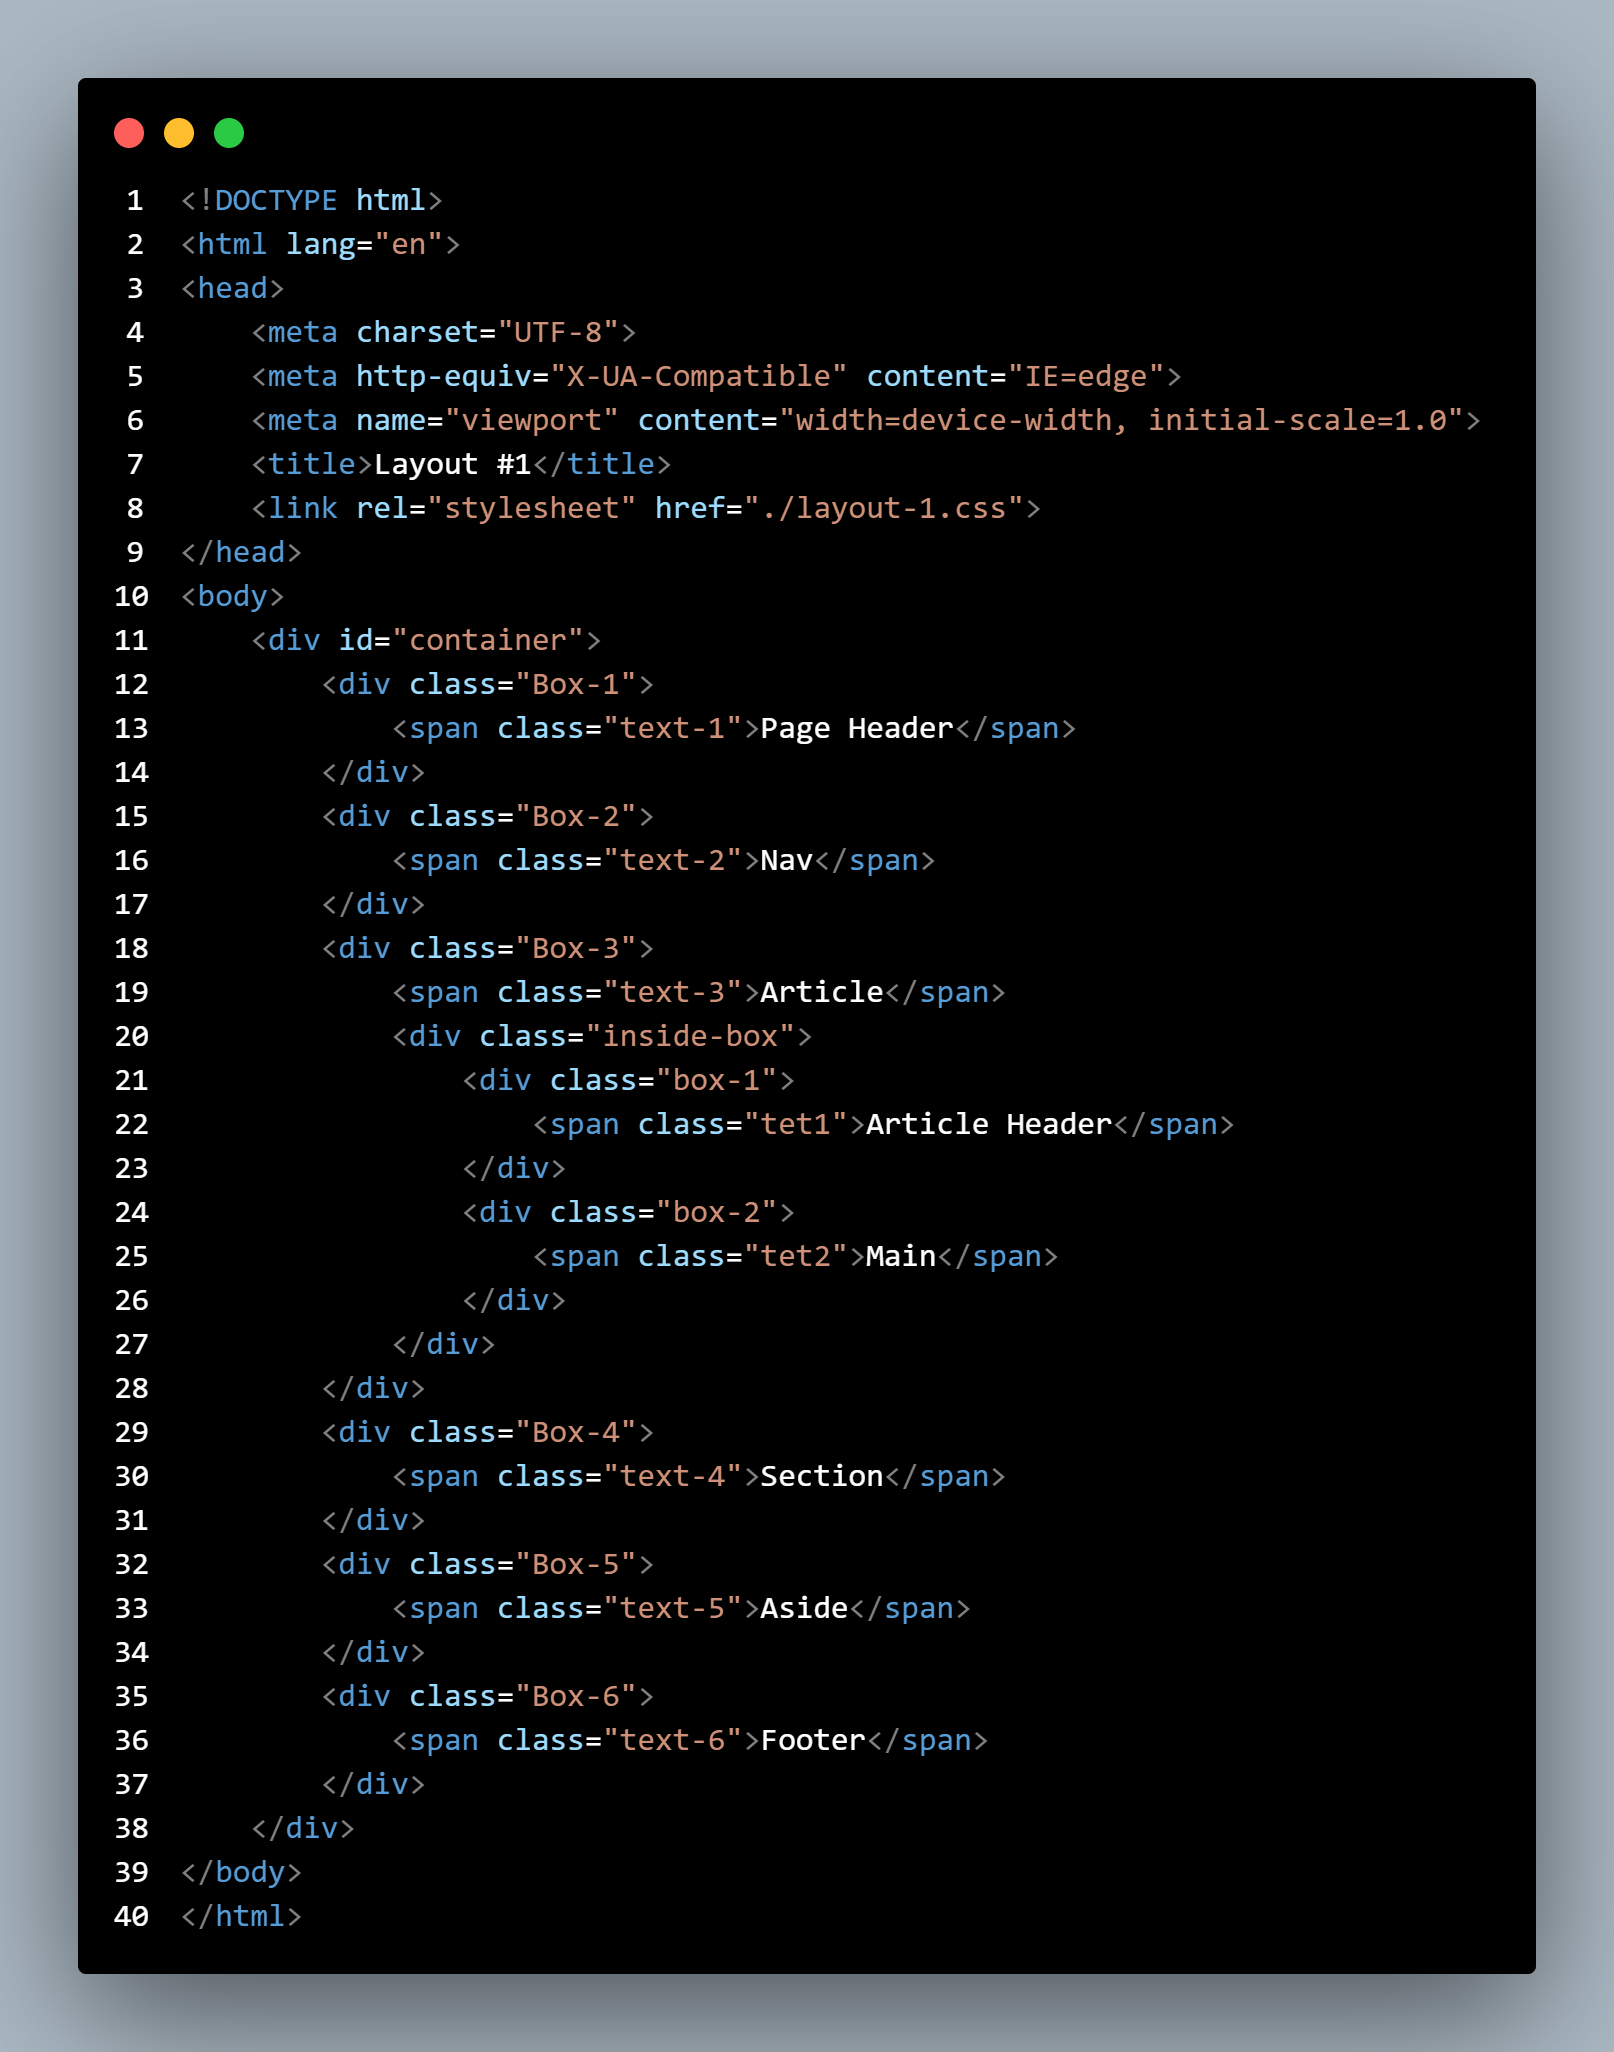 1 <!DOCTYPE html>
2 <html lang="en">
3 <head>
4     <meta charset="UTF-8">
5     <meta http-equiv="X-UA-Compatible" content="IE=edge">
6     <meta name="viewport" content="width=device-width, initial-scale=1.0">
7     <title>Layout #1</title>
8     <link rel="stylesheet" href="./layout-1.css">
9 </head>
10 <body>
11     <div id="container">
12         <div class="Box-1">
13             <span class="text-1">Page Header</span>
14         </div>
15         <div class="Box-2">
16             <span class="text-2">Nav</span>
17         </div>
18         <div class="Box-3">
19             <span class="text-3">Article</span>
20             <div class="inside-box">
21                 <div class="box-1">
22                     <span class="tet1">Article Header</span>
23                 </div>
24                 <div class="box-2">
25                     <span class="tet2">Main</span>
26                 </div>
27             </div>
28         </div>
29         <div class="Box-4">
30             <span class="text-4">Section</span>
31         </div>
32         <div class="Box-5">
33             <span class="text-5">Aside</span>
34         </div>
35         <div class="Box-6">
36             <span class="text-6">Footer</span>
37         </div>
38     </div>
39 </body>
40 </html>